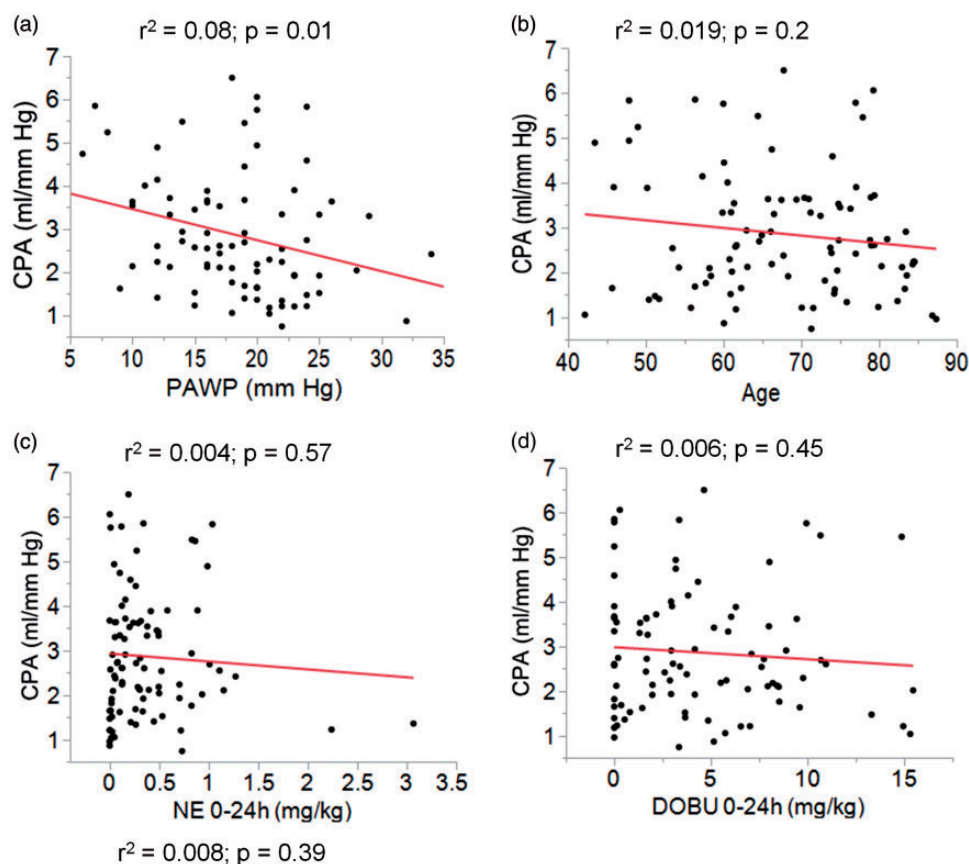 (a)
r² = 0.08; p = 0.01
CPA (ml/mm Hg)
7
6
5
4
3
2
1
5 10 15 20 25 30 35
PAWP (mm Hg)
(b)
r² = 0.019; p = 0.2
CPA (ml/mm Hg)
7
6
5
4
3
2
1
40 50 60 70 80 90
Age
(c)
r² = 0.004; p = 0.57
CPA (ml/mm Hg)
7
6
5
4
3
2
1
0 0.5 1 1.5 2 2.5 3 3.5
NE 0-24h (mg/kg)
(d)
r² = 0.006; p = 0.45
CPA (ml/mm Hg)
7
6
5
4
3
2
1
0 5 10 15
DOBU 0-24h (mg/kg)
r² = 0.008; p = 0.39